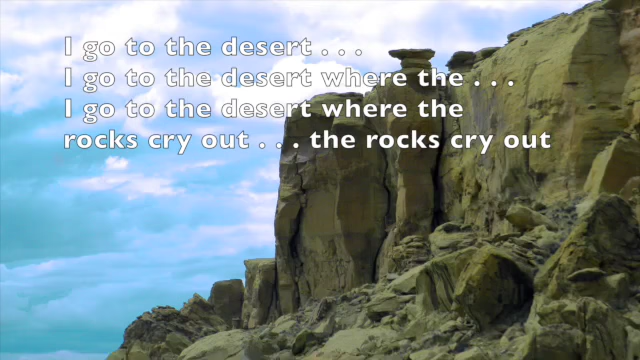 I go to the desert . . .
I go to the desert where the . . .
I go to the desert where the
rocks cry out . . . the rocks cry out